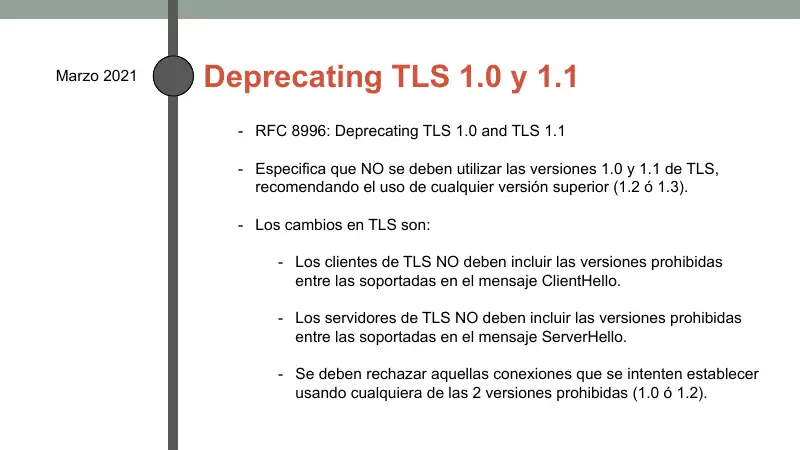 Marzo 2021
Deprecating TLS 1.0 y 1.1
- RFC 8996: Deprecating TLS 1.0 and TLS 1.1
- Especifica que NO se deben utilizar las versiones 1.0 y 1.1 de TLS,
recomendando el uso de cualquier versión superior (1.2 ó 1.3).
- Los cambios en TLS son:
- Los clientes de TLS NO deben incluir las versiones prohibidas
entre las soportadas en el mensaje ClientHello.
- Los servidores de TLS NO deben incluir las versiones prohibidas
entre las soportadas en el mensaje ServerHello.
- Se deben rechazar aquellas conexiones que se intenten establecer
usando cualquiera de las 2 versiones prohibidas (1.0 ó 1.2).